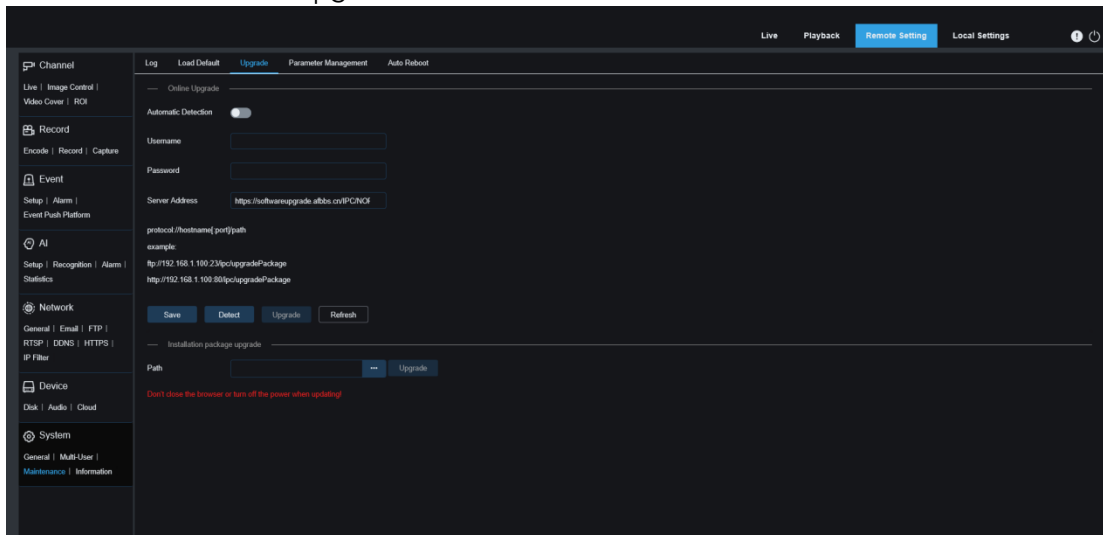 Live Playback Remote Setting Local Settings
Channel
Live | Image Control |
Video Cover | ROI
Record
Encode | Record | Capture
Event
Setup | Alarm |
Event Push Platform
AI
Setup | Recognition | Alarm |
Statistics
Network
General | Email | FTP |
RTSP | DDNS | HTTPS |
IP Filter
Device
Disk | Audio | Cloud
System
General | Multi-User |
Maintenance | Information
Log Load Default Upgrade Parameter Management Auto Reboot
Online Upgrade
Automatic Detection
Username
Password
Server Address https://softwareupgrade.afbbs.cn/IPC/NOF
protocol://hostname[:port]/path
example:
ftp://192.168.1.100:23/ipc/upgradePackage
http://192.168.1.100:80/ipc/upgradePackage
Save Detect Upgrade Refresh
Installation package upgrade
Path ... Upgrade
Don't close the browser or turn off the power when updating!